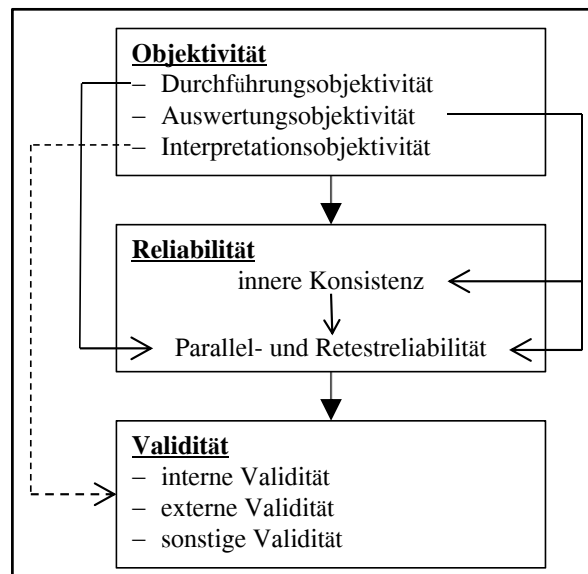 Objektivität
– Durchführungsobjektivität
– Auswertungsobjektivität
– Interpretationsobjektivität
Reliabilität
innere Konsistenz
Parallel- und Retestreliabilität
Validität
– interne Validität
– externe Validität
– sonstige Validität